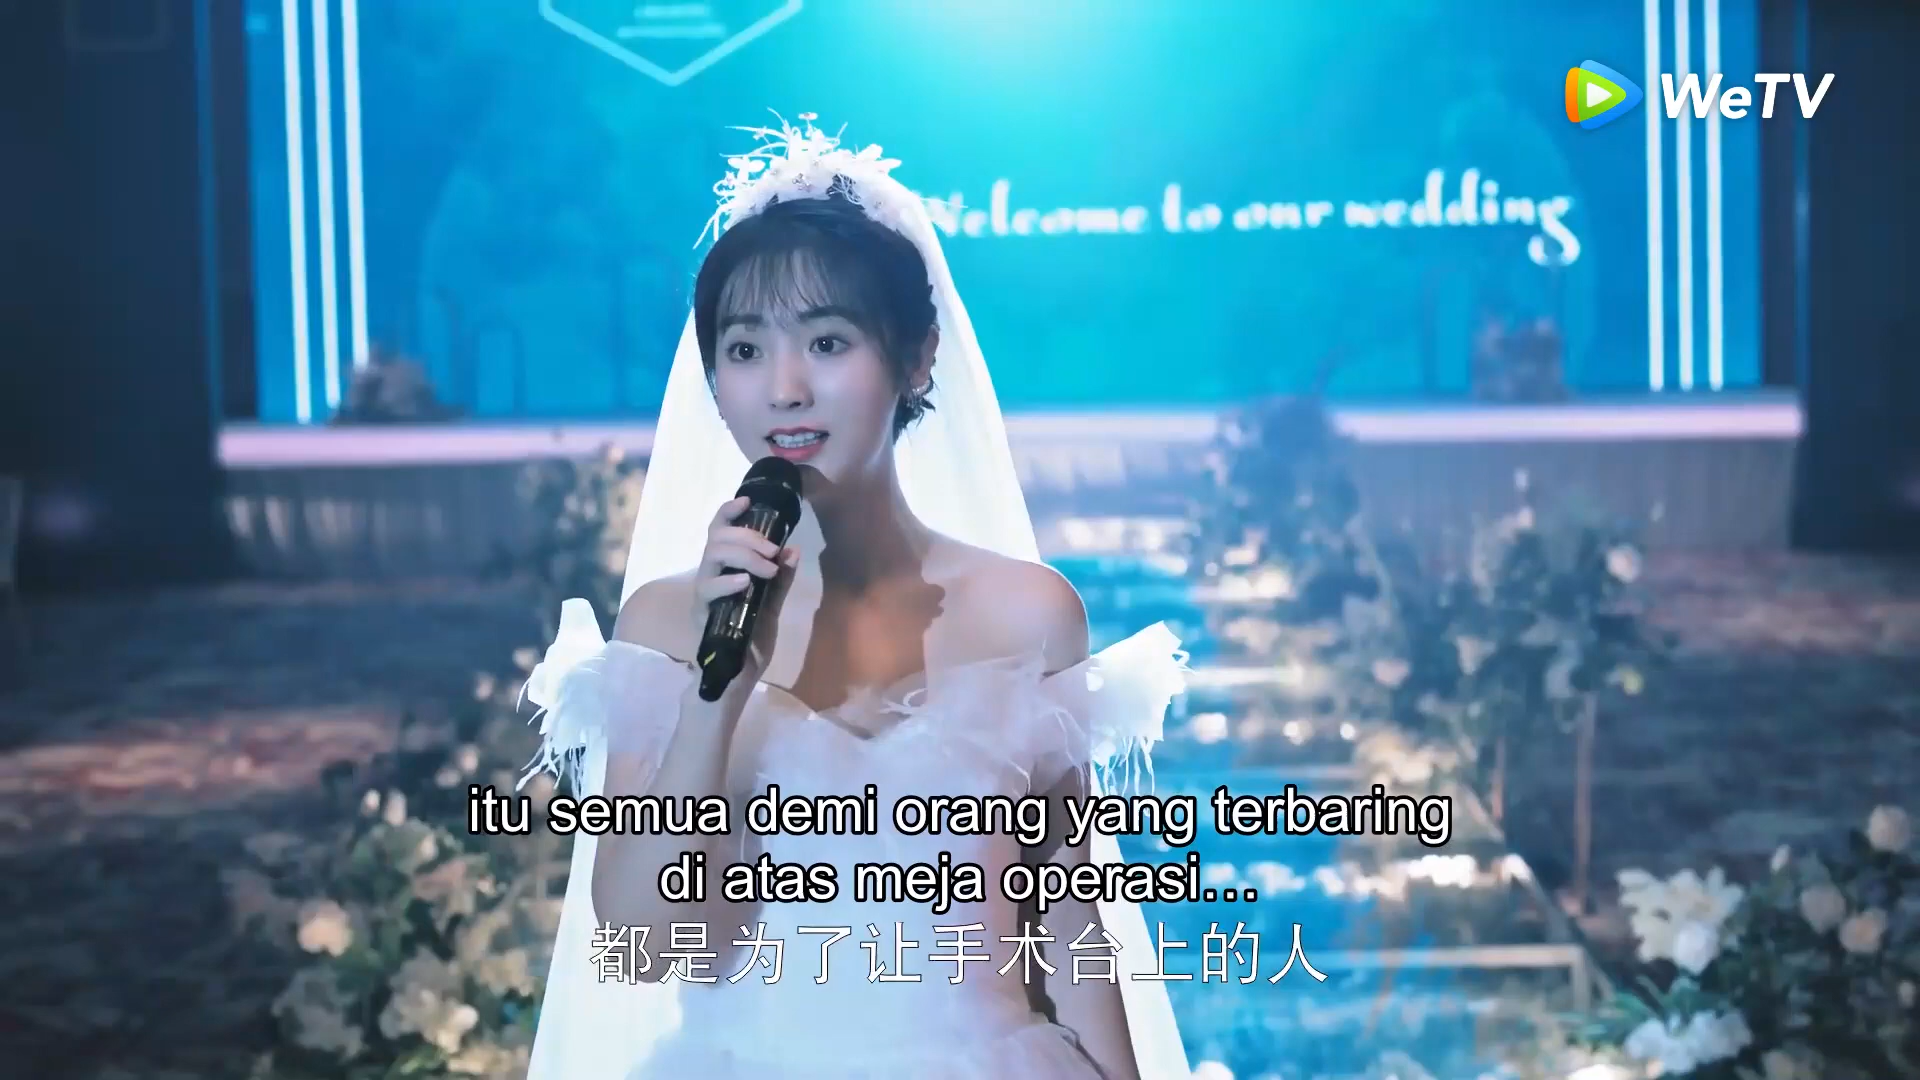 WeTV
Welcome to our wedding
itu semua demi orang yang terbaring
di atas meja operasi...
都是为了让手术台上的人